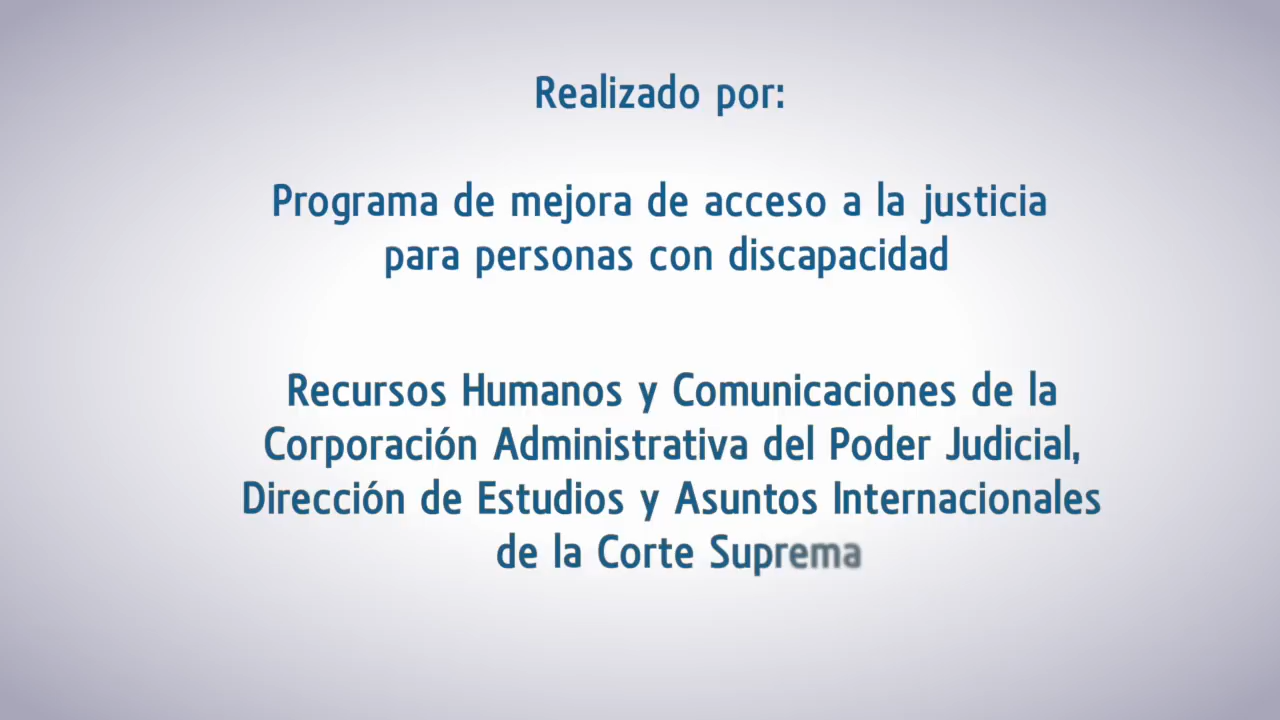 Realizado por:
Programa de mejora de acceso a la justicia
para personas con discapacidad
Recursos Humanos y Comunicaciones de la
Corporación Administrativa del Poder Judicial,
Dirección de Estudios y Asuntos Internacionales
de la Corte Suprema